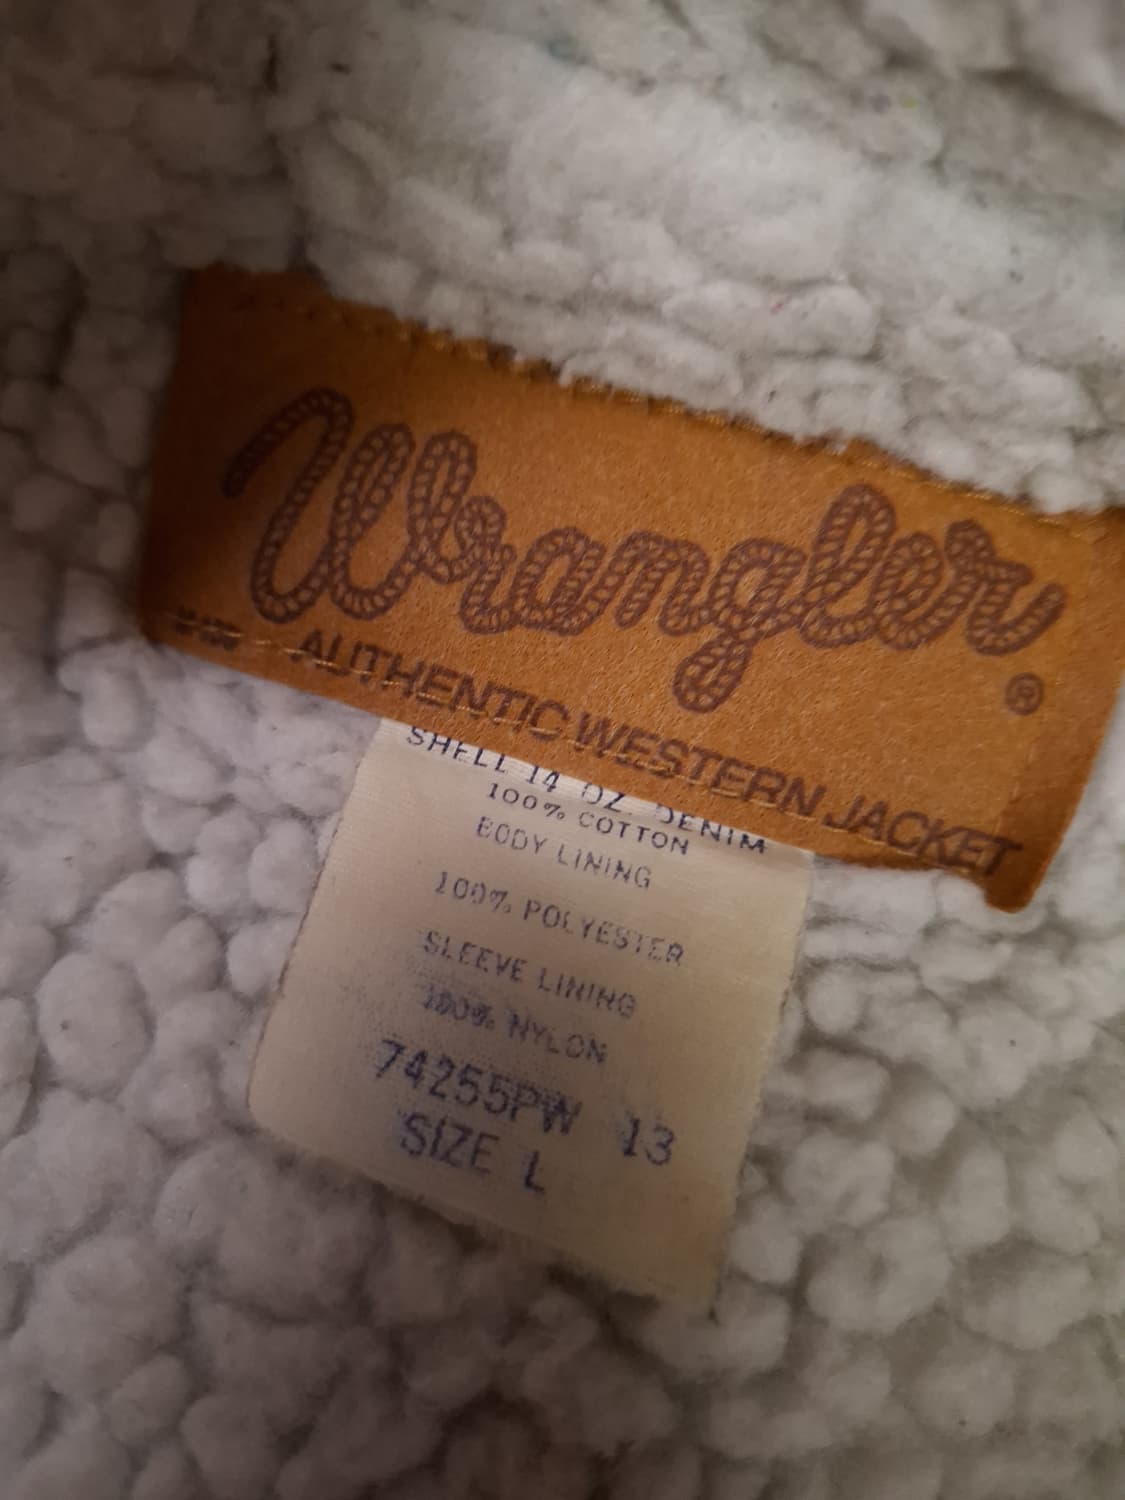 Wrangler
®
AUTHENTIC WESTERN JACKET
SHELL 14 OZ. DENIM
100% COTTON
BODY LINING
100% POLYESTER
SLEEVE LINING
100% NYLON
74255PW 13
SIZE L